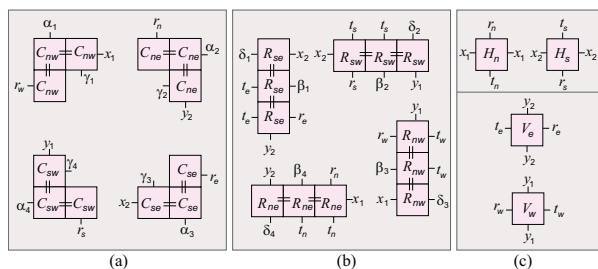 α1 rn
Cnw Cnw x1 Cne Cne α2
γ1
rw Cnw γ2 Cne
y2
y1
Csw γ4 γ3 Cse re
α4 Csw Csw x2 Cse Cse
rs α3
(a)
ts ts δ2
δ1 Rse x2 x2 Rsw Rsw Rsw
te Rse β1 rs β2 y1
te Rse re
y2
y1
rw Rnw tw
y2 β4 rn β3 Rnw tw
Rne Rne Rne x1 x1 Rnw δ3
δ4 tn tn
(b)
rn ts
x1 Hn x1 x2 Hs x2
tn rs
y2
te Ve re
y2
y1
rw Vw tw
y1
(c)